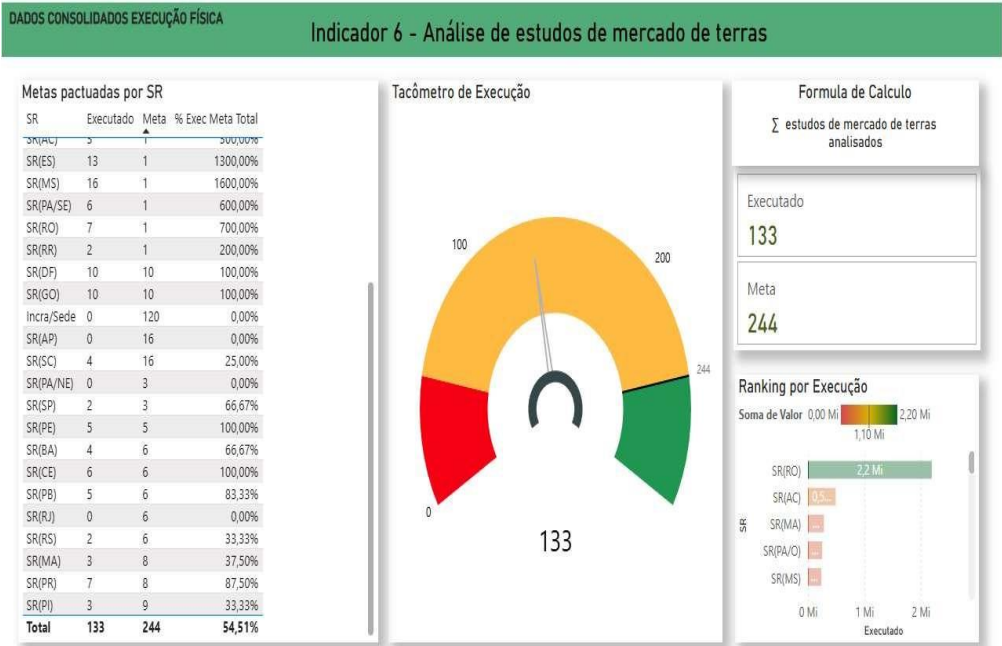 DADOS CONSOLIDADOS EXECUÇÃO FÍSICA
Indicador 6 - Análise de estudos de mercado de terras
Metas pactuadas por SR
SR Executado Meta % Exec Meta Total
SR(AC) 5 1 500,00%
SR(ES) 13 1 1300,00%
SR(MS) 16 1 1600,00%
SR(PA/SE) 6 1 600,00%
SR(RO) 7 1 700,00%
SR(RR) 2 1 200,00%
SR(DF) 10 10 100,00%
SR(GO) 10 10 100,00%
Incra/Sede 0 120 0,00%
SR(AP) 0 16 0,00%
SR(SC) 4 16 25,00%
SR(PA/NE) 0 3 0,00%
SR(SP) 2 3 66,67%
SR(PE) 5 5 100,00%
SR(BA) 4 6 66,67%
SR(CE) 6 6 100,00%
SR(PB) 5 6 83,33%
SR(RJ) 0 6 0,00%
SR(RS) 2 6 33,33%
SR(MA) 3 8 37,50%
SR(PR) 7 8 87,50%
SR(PI) 3 9 33,33%
Total 133 244 54,51%
Tacômetro de Execução
100
200
244
0
133
Formula de Calculo
∑ estudos de mercado de terras
analisados
Executado
133
Meta
244
Ranking por Execução
Soma de Valor 0,00 Mi 2,20 Mi
1,10 Mi
SR(RO) 2,2 Mi
SR(AC) 0,5...
SR(MA) ...
SR(PA/O) ...
SR(MS) ...
SR
0 Mi 1 Mi 2 Mi
Executado